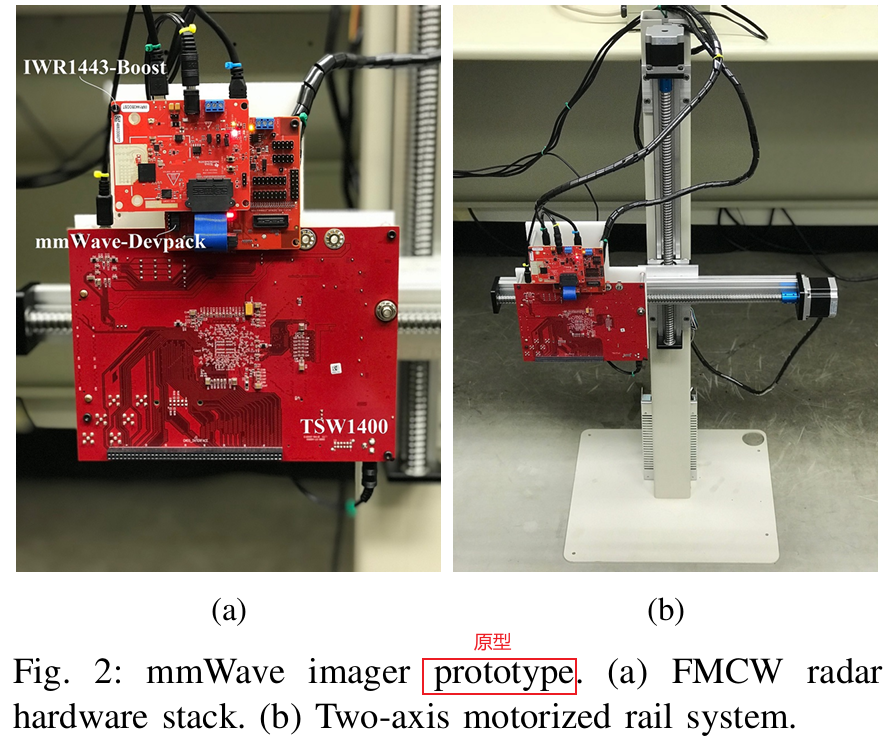 IWR1443-Boost
mmWave-Devpack
TSW1400
(a)
(b)
原型
Fig. 2: mmWave imager prototype. (a) FMCW radar
hardware stack. (b) Two-axis motorized rail system.